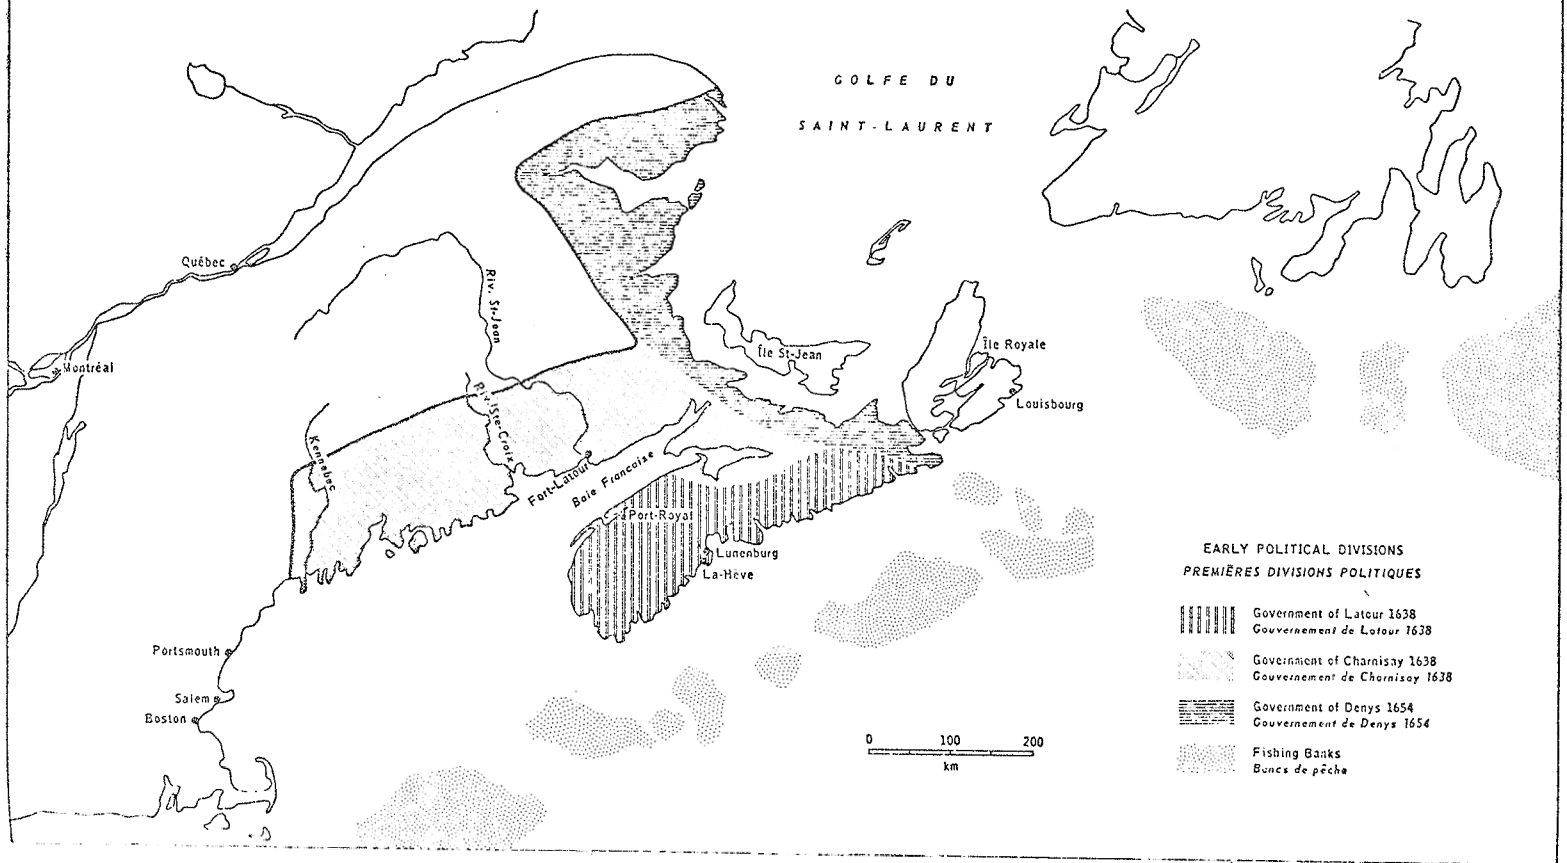 GOLFE DU
SAINT-LAURENT
Québec
Riv. St-Jean
Montréal
Île St-Jean
Île Royale
Louisbourg
Riv. Ste-Croix
Kennebec
Fort-Latour
Baie Francaise
Port-Royal
Lunenburg
La-Hève
Portsmouth
Salem
Boston
0 100 200
km
EARLY POLITICAL DIVISIONS
PREMIÈRES DIVISIONS POLITIQUES
Government of Latour 1638
Gouvernement de Latour 1638
Government of Charnisay 1638
Gouvernement de Charnisay 1638
Government of Denys 1654
Gouvernement de Denys 1654
Fishing Banks
Bancs de pêche